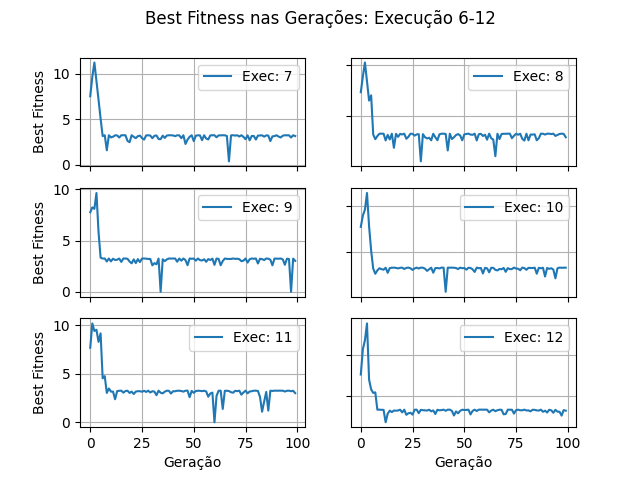 Best Fitness nas Gerações: Execução 6-12
Best Fitness
10
5
0
Exec: 7
Exec: 8
Best Fitness
10
5
0
Exec: 9
Exec: 10
Best Fitness
10
5
0
Exec: 11
Exec: 12
0 25 50 75 100
0 25 50 75 100
Geração
Geração